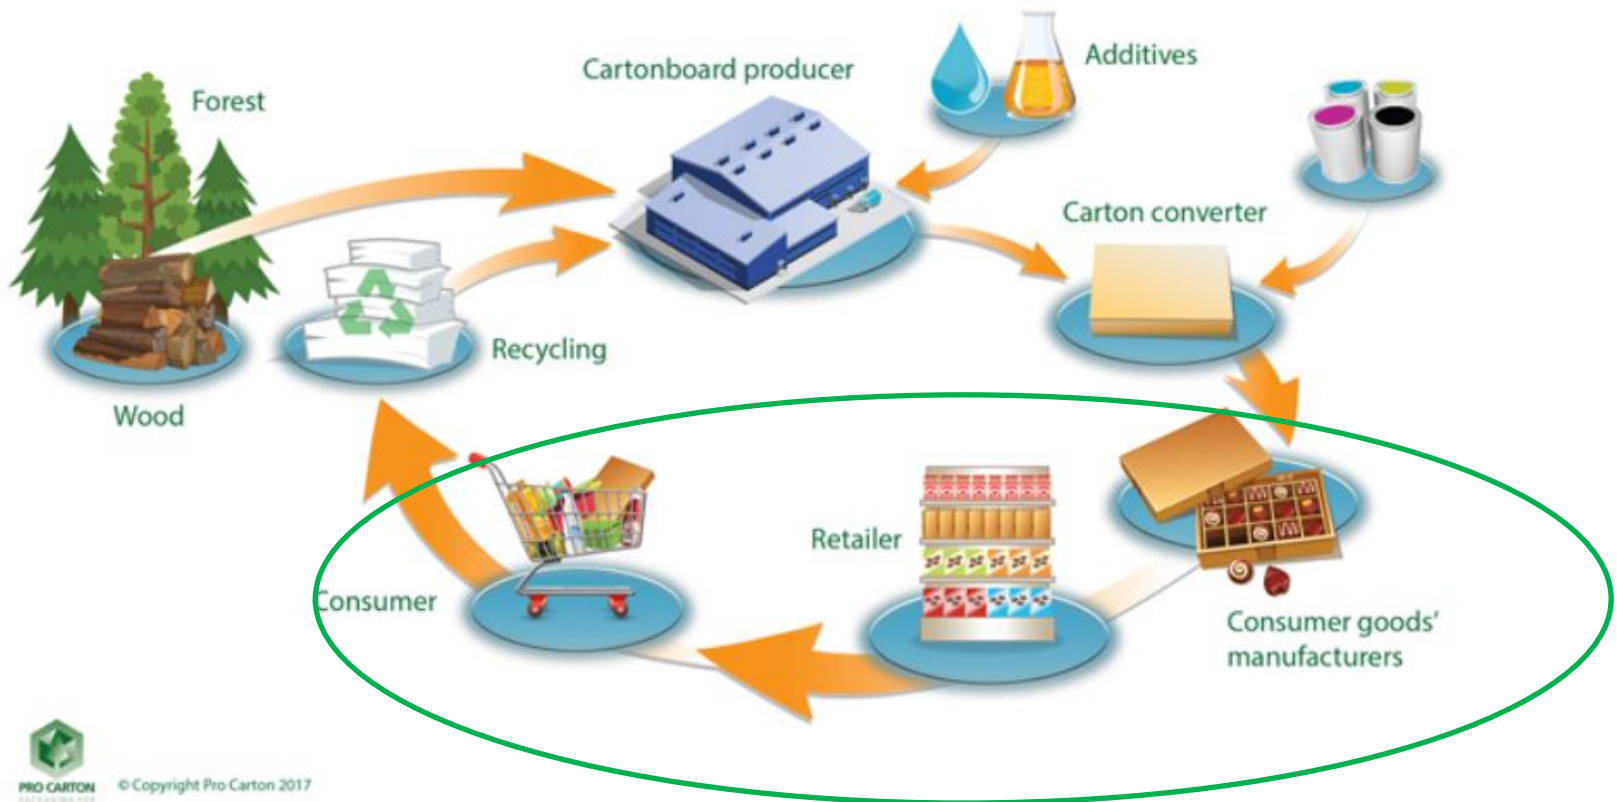 Forest
Cartonboard producer
Additives
Carton converter
Recycling
Wood
Retailer
Consumer
Consumer goods'
manufacturers
PRO CARTON
© Copyright Pro Carton 2017